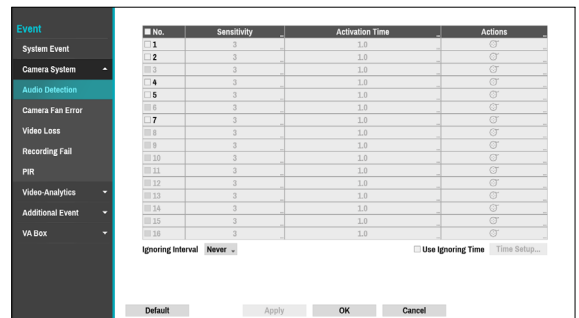 Event
System Event
Camera System
Audio Detection
Camera Fan Error
Video Loss
Recording Fail
PIR
Video-Analytics
Additional Event
VA Box
No. Sensitivity Activation Time Actions
1 3 1.0
2 3 1.0
3 3 1.0
4 3 1.0
5 3 1.0
6 3 1.0
7 3 1.0
8 3 1.0
9 3 1.0
10 3 1.0
11 3 1.0
12 3 1.0
13 3 1.0
14 3 1.0
15 3 1.0
16 3 1.0
Ignoring Interval Never Use Ignoring Time Time Setup...
Default Apply OK Cancel